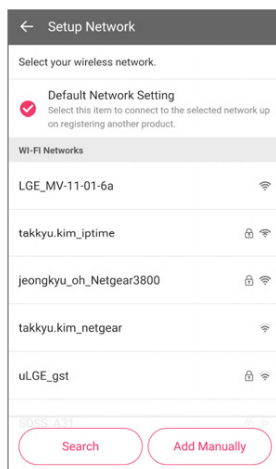 Setup Network
Select your wireless network.
Default Network Setting
Select this item to connect to the selected network up
on registering another product.
WI-FI Networks
LGE_MV-11-01-6a
takkyu.kim_iptime
jeongkyu_oh_Netgear3800
takkyu.kim_netgear
uLGE_gst
SDSS_A31
Search
Add Manually